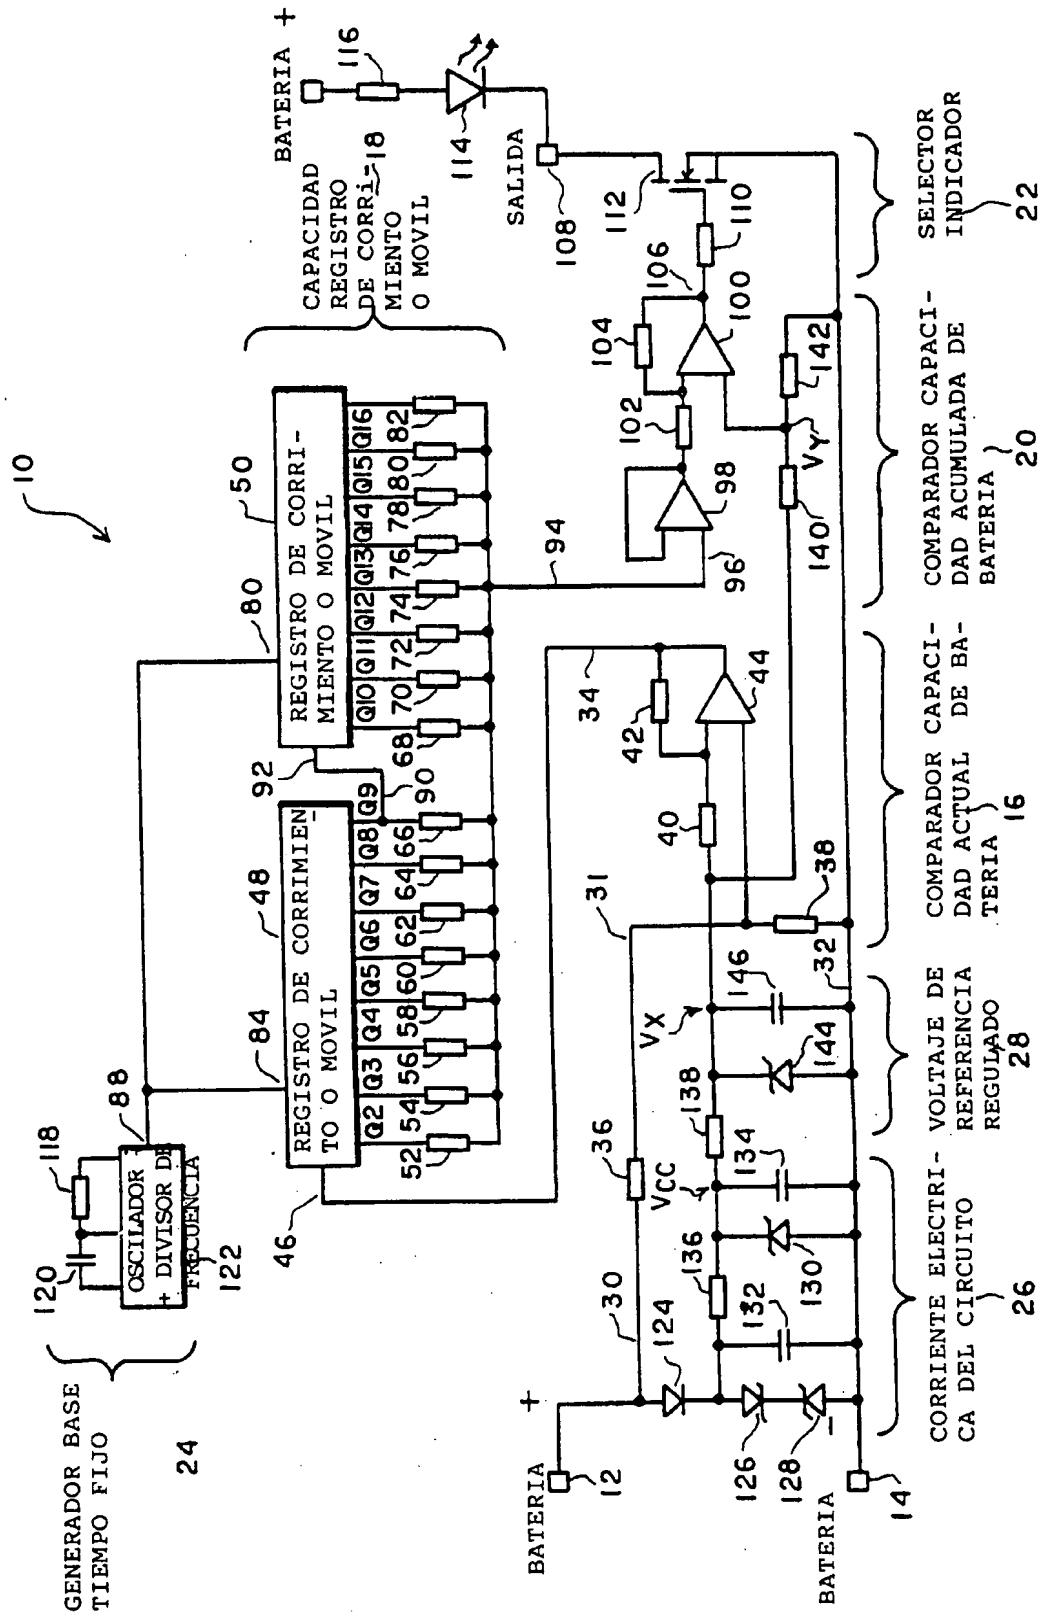 10
GENERADOR BASE
TIEMPO FIJO
24
120
118
OSCILADOR
+ DIVISOR DE
FRECUENCIA
122
88
84
48
REGISTRO DE CORRIMIEN_
TO O MOVIL
46
Q2
Q3
Q4
Q5
Q6
Q7
Q8
Q9
52
54
56
58
60
62
64
66
90
92
80
50
REGISTRO DE CORRI-
MIENTO O MOVIL
Q10
Q11
Q12
Q13
Q14
Q15
Q16
68
70
72
74
76
78
80
82
94
CAPACIDAD
REGISTRO
DE CORRi-18
MIENTO
O MOVIL
BATERIA +
116
114
SALIDA
108
112
110
106
104
102
100
98
96
VY
140
142
34
42
44
40
31
38
36
30
32
VX
146
144
138
VCC
134
130
136
132
124
126
128
BATERIA +
12
BATERIA -
14
CORRIENTE ELECTRI-
CA DEL CIRCUITO
26
VOLTAJE DE
REFERENCIA
REGULADO
28
COMPARADOR CAPACI-
DAD ACTUAL DE BA-
TERIA
16
COMPARADOR CAPACI-
DAD ACUMULADA DE
BATERIA
20
SELECTOR
INDICADOR
22